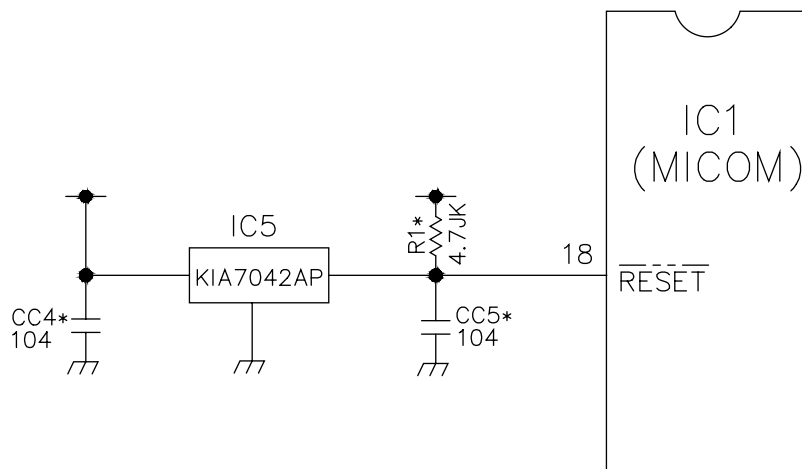 IC1
(MICOM)
IC5
KIA7042AP
R1*
4.7JK
18
RESET
CC4*
104
CC5*
104